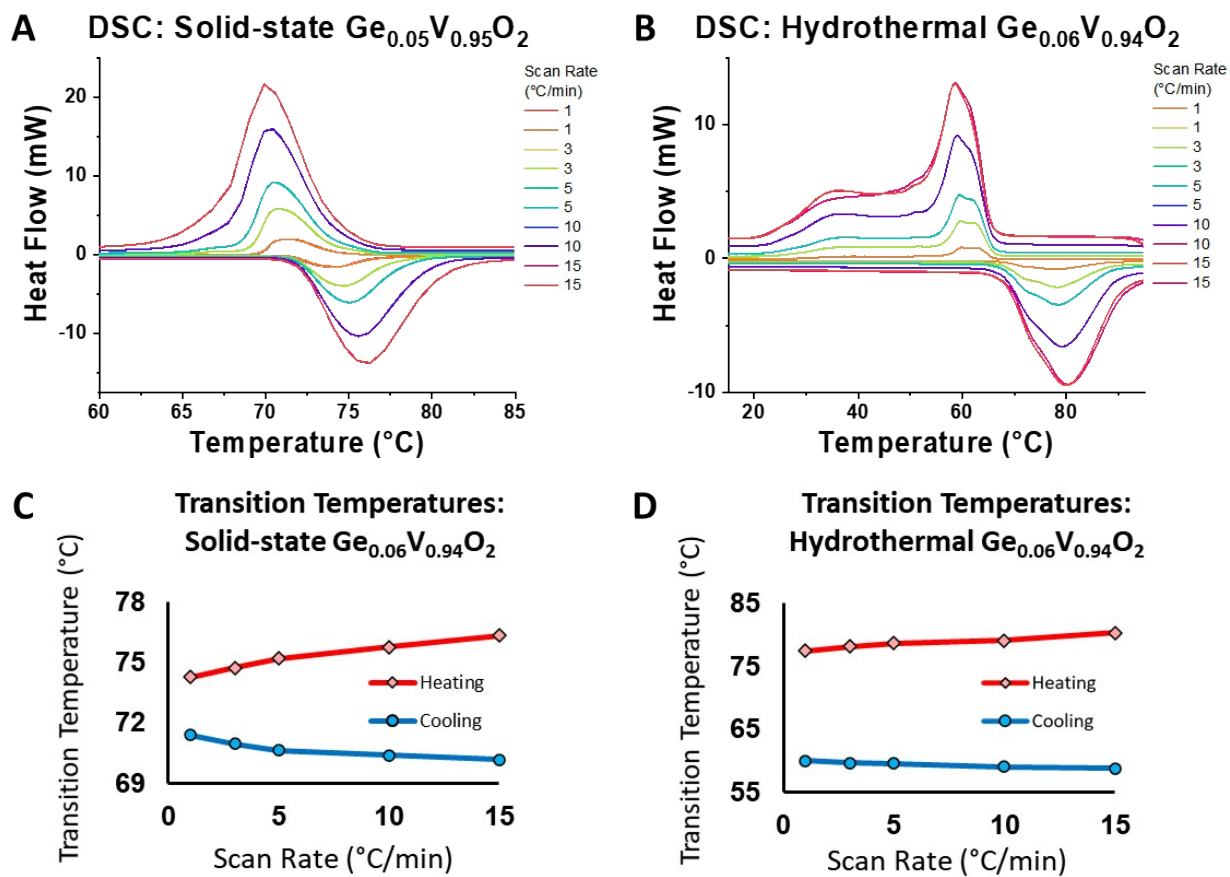 A
DSC: Solid-state Ge0.05V0.95O2
Heat Flow (mW)
20
10
0
-10
60
65
70
75
80
85
Temperature (°C)
Scan Rate
(°C/min)
1
1
3
3
5
5
10
10
15
15
B
DSC: Hydrothermal Ge0.06V0.94O2
Heat Flow (mW)
10
0
-10
20
40
60
80
Temperature (°C)
Scan Rate
(°C/min)
1
1
3
3
5
5
10
10
15
15
C
Transition Temperatures:
Solid-state Ge0.06V0.94O2
Transition Temperature (°C)
78
75
72
69
0
5
10
15
Heating
Cooling
Scan Rate (°C/min)
D
Transition Temperatures:
Hydrothermal Ge0.06V0.94O2
Transition Temperature (°C)
85
75
65
55
0
5
10
15
Heating
Cooling
Scan Rate (°C/min)